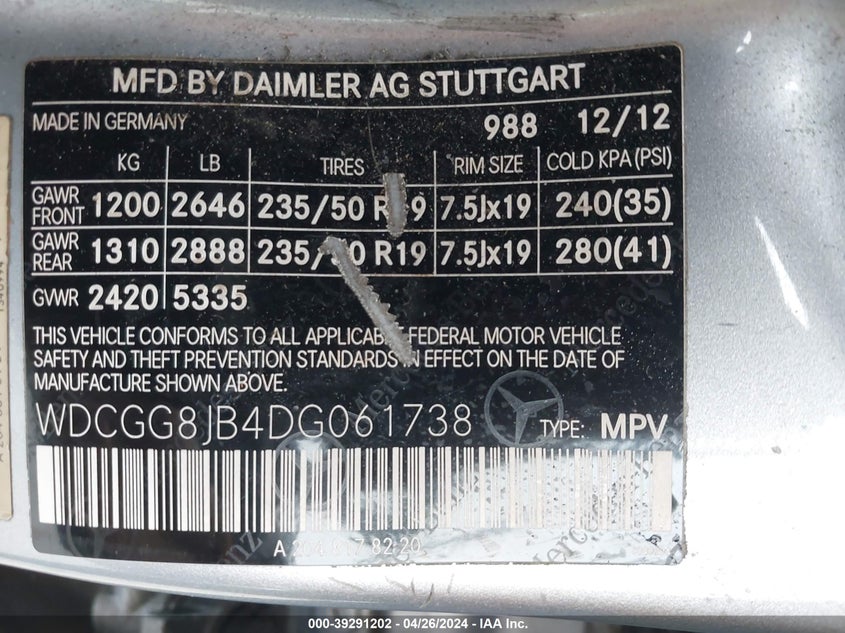 MFD BY DAIMLER AG STUTTGART
MADE IN GERMANY 988 12/12
KG LB TIRES RIM SIZE COLD KPA (PSI)
GAWR FRONT 1200 2646 235/50 7.5Jx19 240(35)
GAWR REAR 1310 2888 R19 7.5Jx19 280(41)
GVWR 2420 5335
THIS VEHICLE CONFORMS TO ALL APPLICABLE FEDERAL MOTOR VEHICLE
SAFETY AND THEFT PREVENTION STANDARDS IN EFFECT ON THE DATE OF
MANUFACTURE SHOWN ABOVE.
WDCGG8JB4DG061738 TYPE: MPV
000-39291202 - 04/26/2024 - IAA Inc.